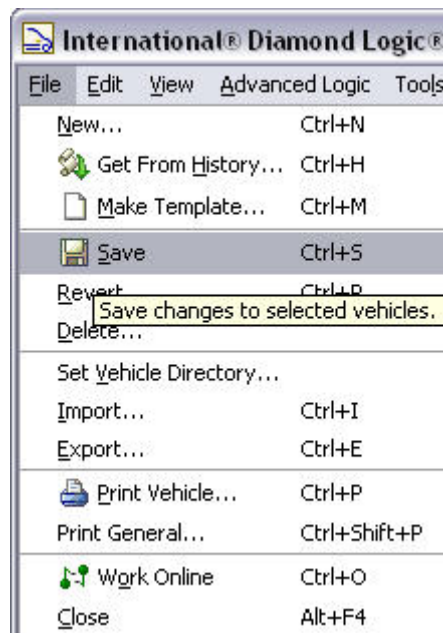 International® Diamond Logic®
File Edit View Advanced Logic Tools
New... Ctrl+N
Get From History... Ctrl+H
Make Template... Ctrl+M
Save Ctrl+S
Revert Ctrl+R
Save changes to selected vehicles.
Delete...
Set Vehicle Directory...
Import... Ctrl+I
Export... Ctrl+E
Print Vehicle... Ctrl+P
Print General... Ctrl+Shift+P
Work Online Ctrl+O
Close Alt+F4